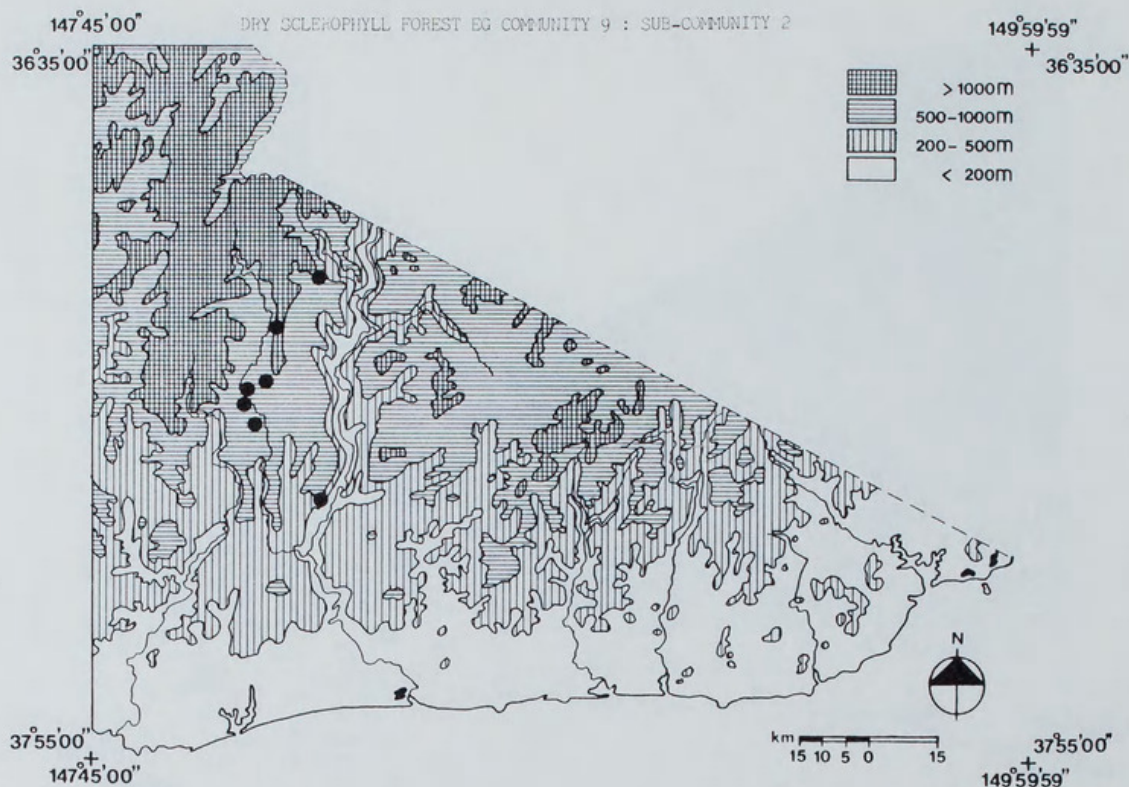 DRY SCLEROPHYLL FOREST EG COMMUNITY 9 : SUB-COMMUNITY 2
147°45'00"
36°35'00"
149°59'59"
36°35'00"
> 1000m
500-1000m
200-500m
< 200m
N
km
15 10 5 0 15
37°55'00"
147°45'00"
37°55'00"
149°59'59"